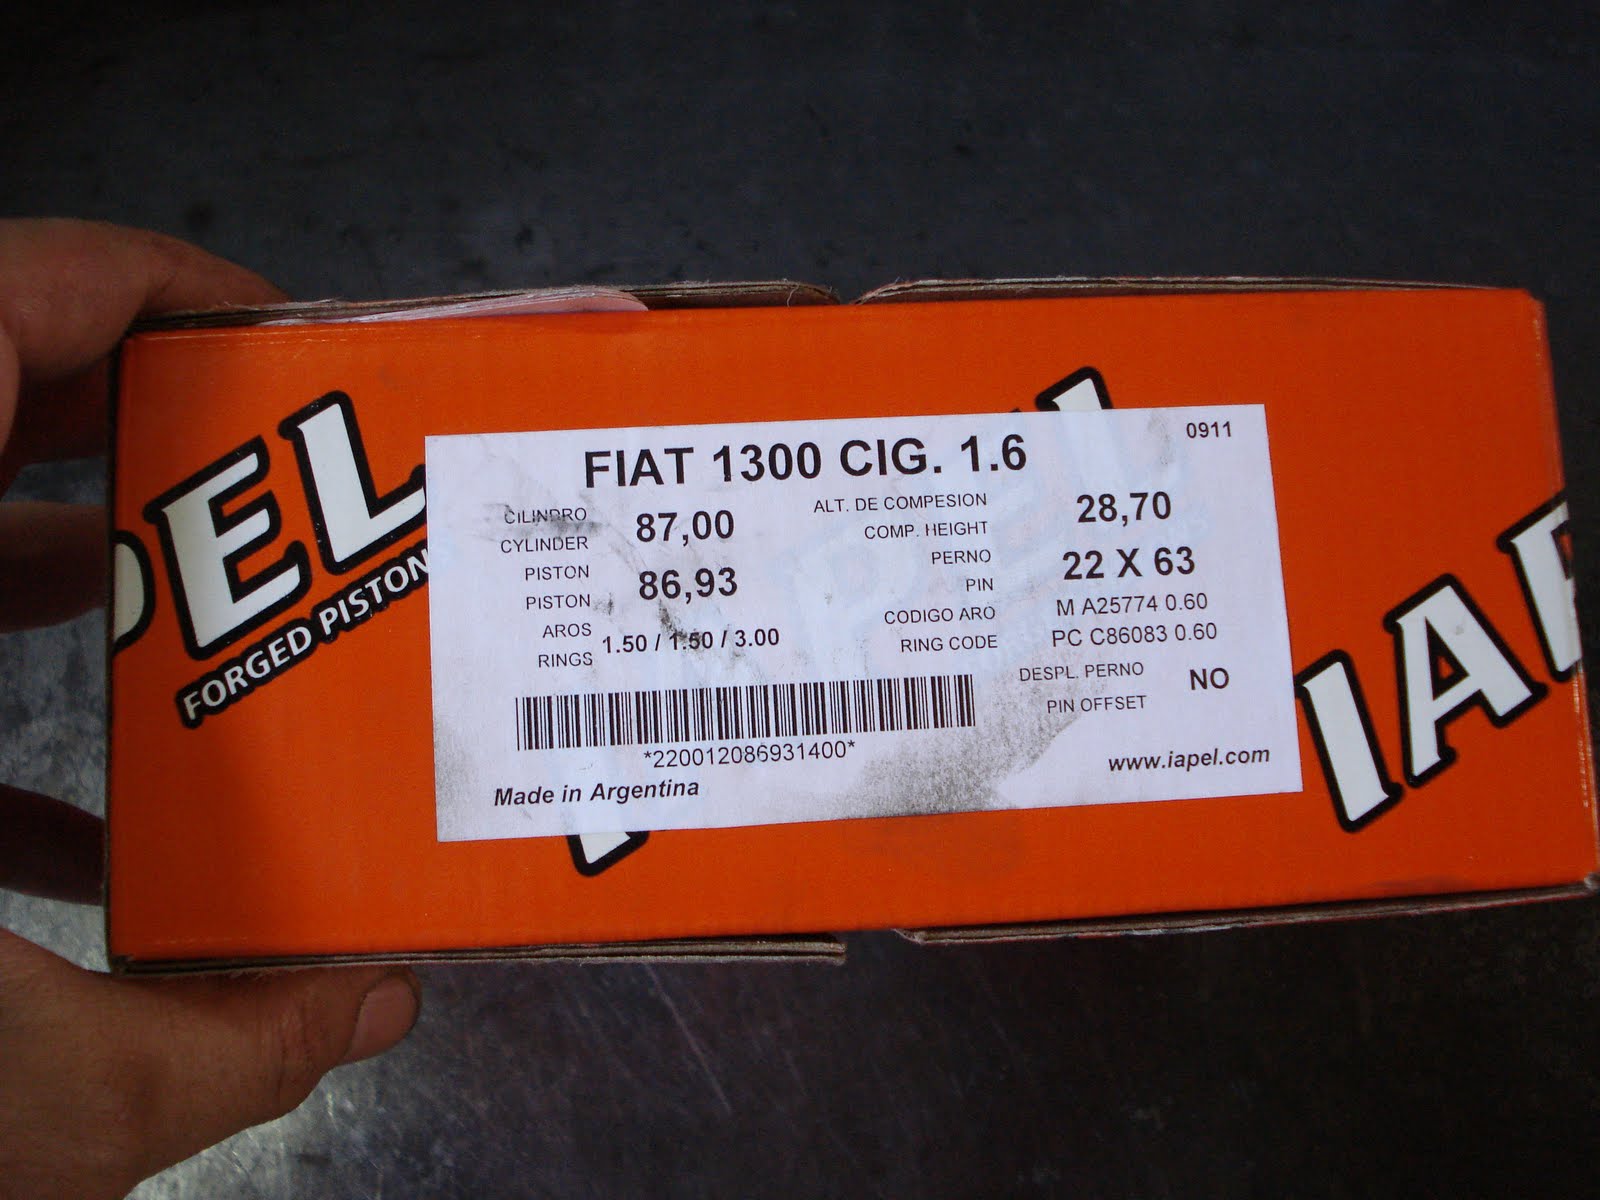 PEL
FORGED PISTON
FIAT 1300 CIG. 1.6
0911
CILINDRO
CYLINDER
87,00
PISTON
PISTON
86,93
AROS
RINGS
1.50 / 1.50 / 3.00
ALT. DE COMPESION
COMP. HEIGHT
28,70
PERNO
PIN
22 X 63
CODIGO ARO
RING CODE
M A25774 0.60
PC C86083 0.60
DESPL. PERNO
PIN OFFSET
NO
*220012086931400*
Made in Argentina
www.iapel.com
IAP